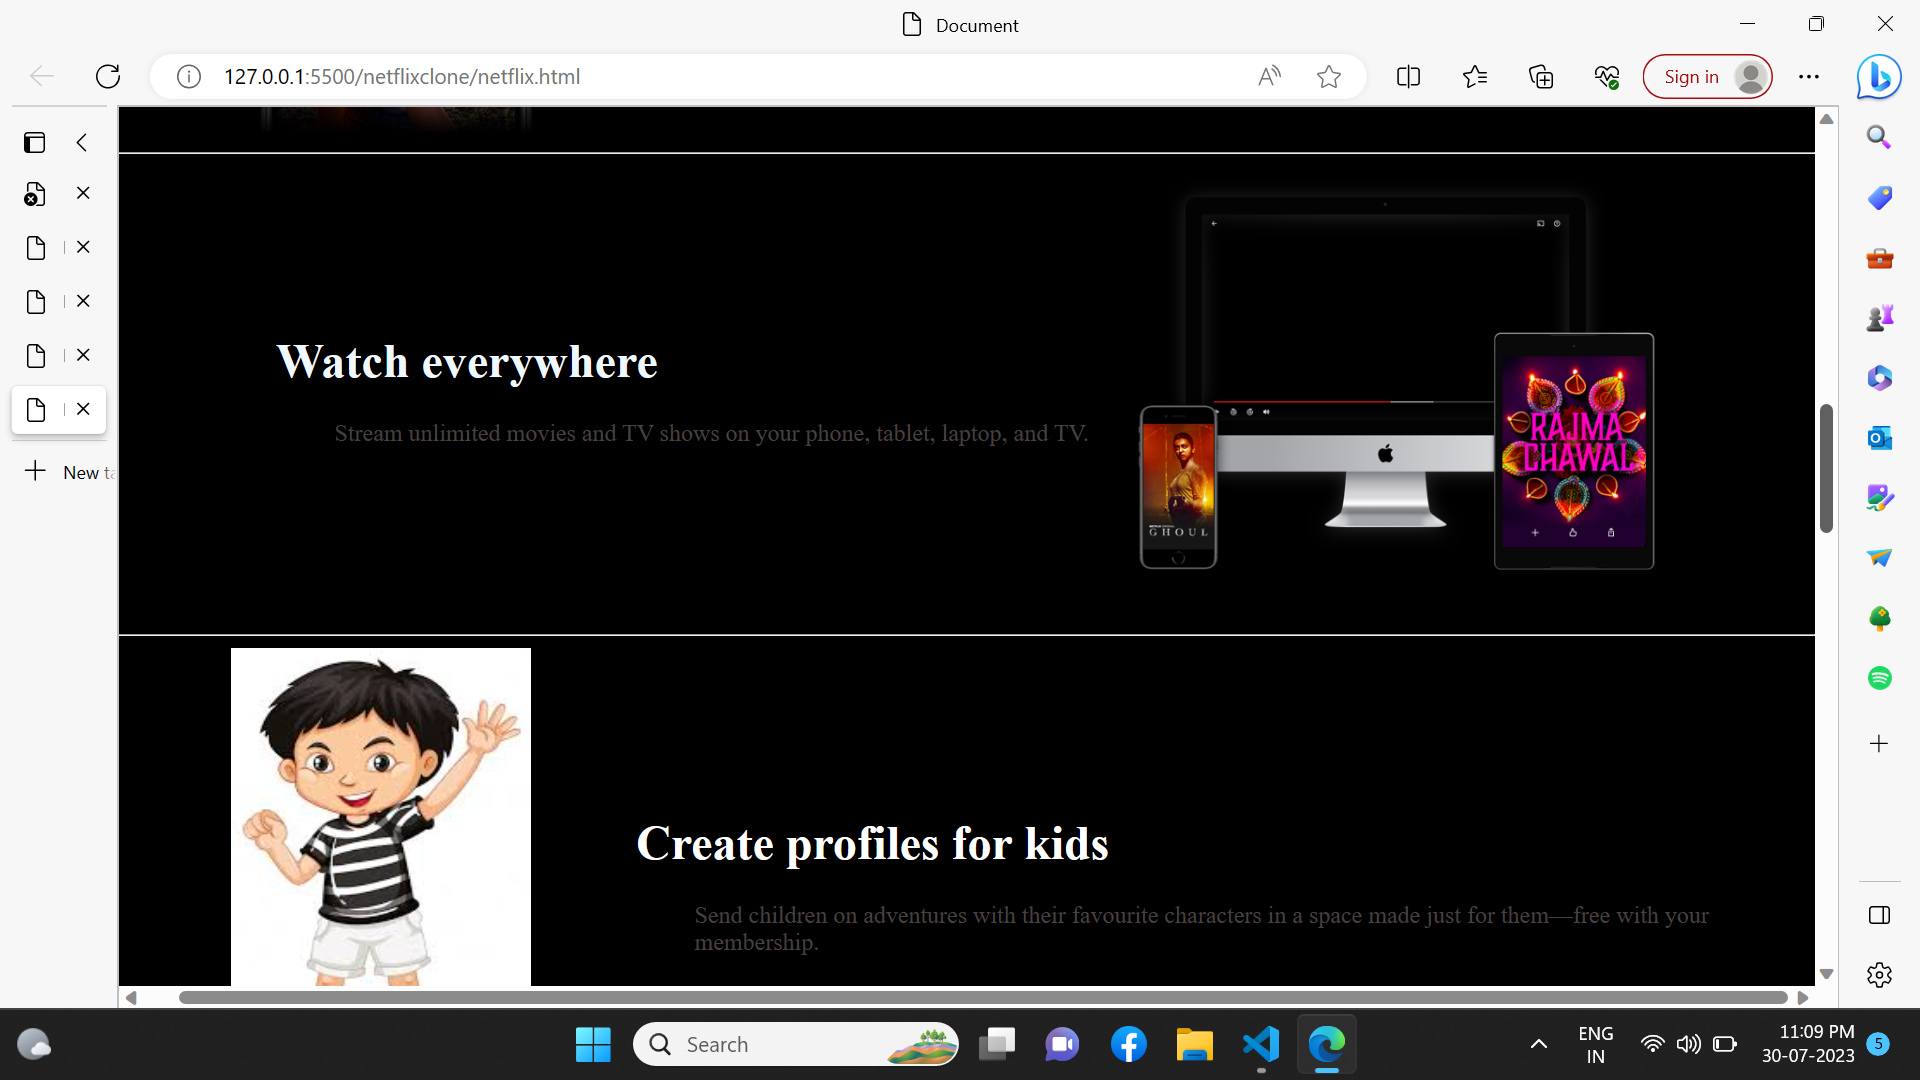 Document
127.0.0.1:5500/netflixclone/netflix.html
Sign in
New ta
Watch everywhere
Stream unlimited movies and TV shows on your phone, tablet, laptop, and TV.
RAJMA
CHAWAL
GHOUL
Create profiles for kids
Send children on adventures with their favourite characters in a space made just for them—free with your
membership.
Search
ENG
IN
11:09 PM
30-07-2023
5